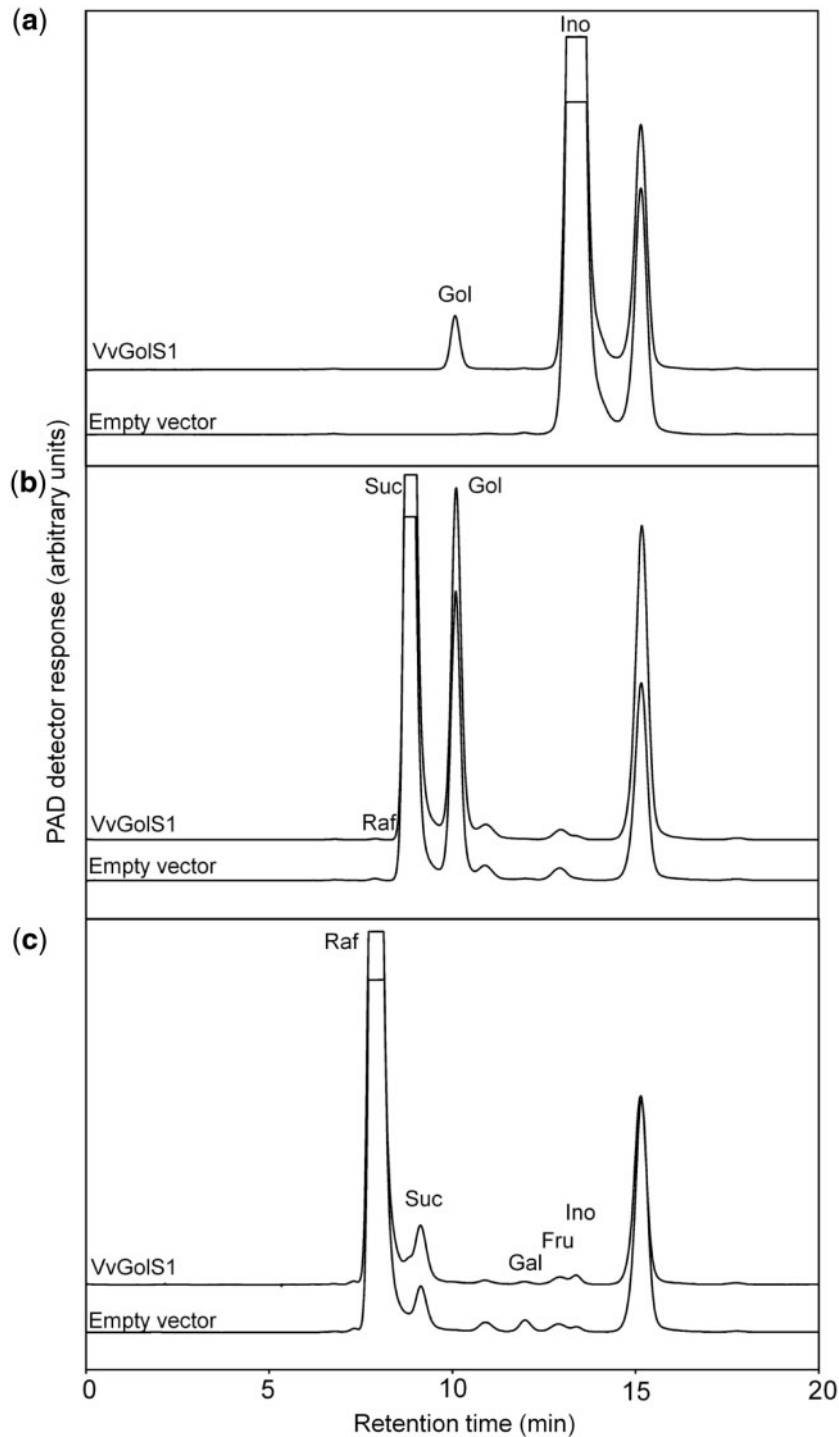 (a)
Ino
Gol
VvGolS1
Empty vector
(b)
Suc
Gol
Raf
VvGolS1
Empty vector
(c)
Raf
Suc
Ino
Fru
Gal
VvGolS1
Empty vector
PAD detector response (arbitrary units)
0 5 10 15 20
Retention time (min)